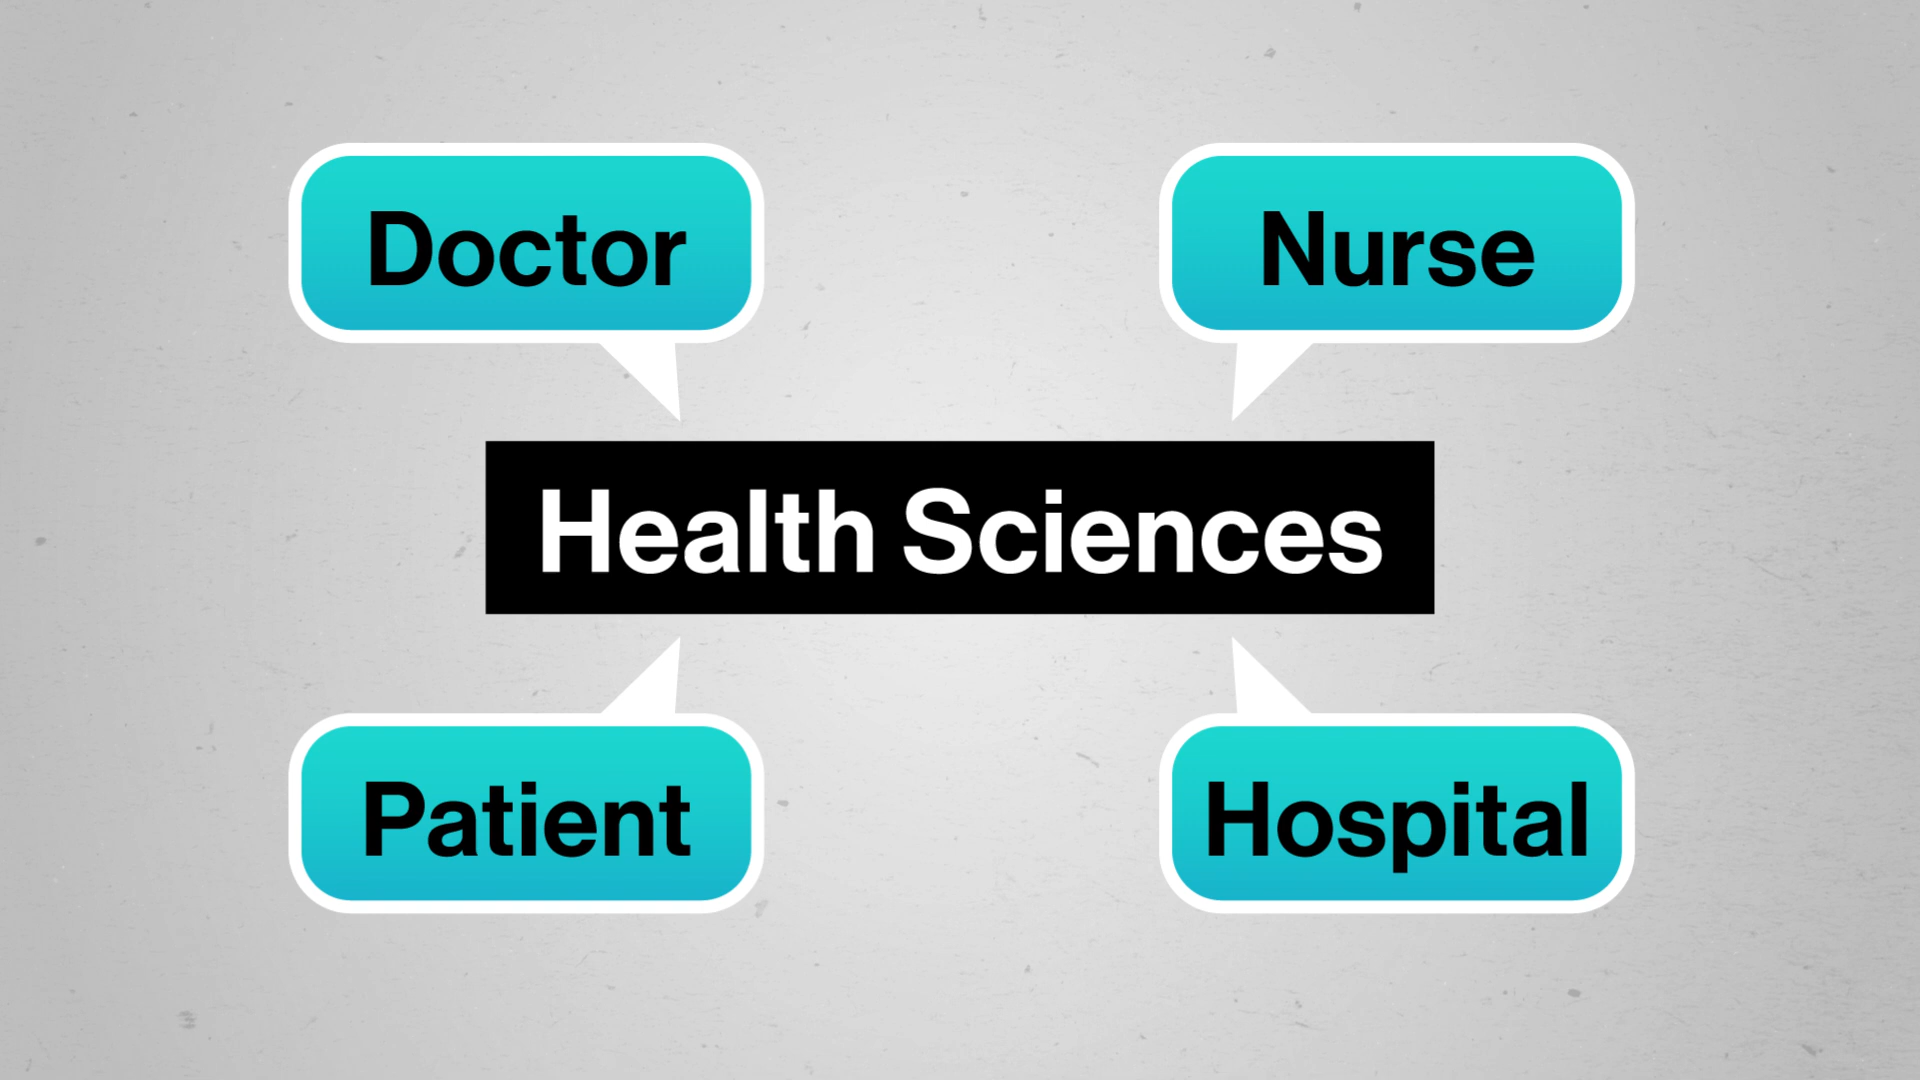 Doctor
Nurse
Health Sciences
Patient
Hospital